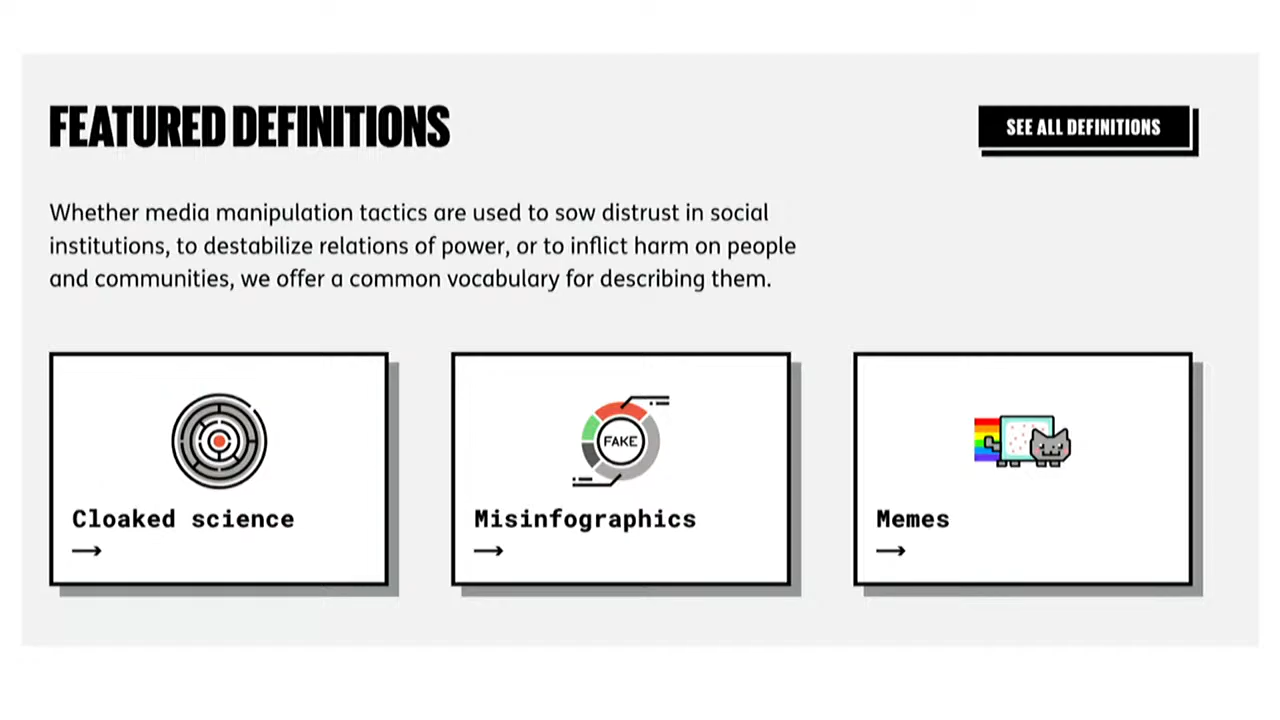 FEATURED DEFINITIONS
SEE ALL DEFINITIONS
Whether media manipulation tactics are used to sow distrust in social
institutions, to destabilize relations of power, or to inflict harm on people
and communities, we offer a common vocabulary for describing them.
FAKE
Cloaked science
Misinfographics
Memes